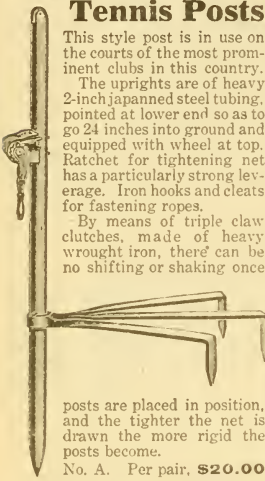 Tennis Posts
This style post is in use on
the courts of the most prom-
inent clubs in this country.
The uprights are of heavy
2-inch japanned steel tubing,
pointed at lower end so as to
go 24 inches into ground and
equipped with wheel at top.
Ratchet for tightening net
has a particularly strong lev-
erage. Iron hooks and cleats
for fastening ropes.
By means of triple claw
clutches, made of heavy
wrought iron, there can be
no shifting or shaking once
posts are placed in position,
and the tighter the net is
drawn the more rigid the
posts become.
No. A. Per pair, $20.00